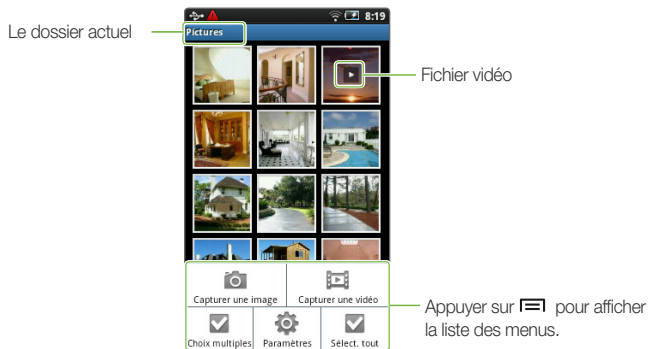 8:19
Le dossier actuel
Pictures
Fichier vidéo
Capturer une image
Capturer une vidéo
Appuyer sur pour afficher
la liste des menus.
Choix multiples
Paramètres
Sélect. tout